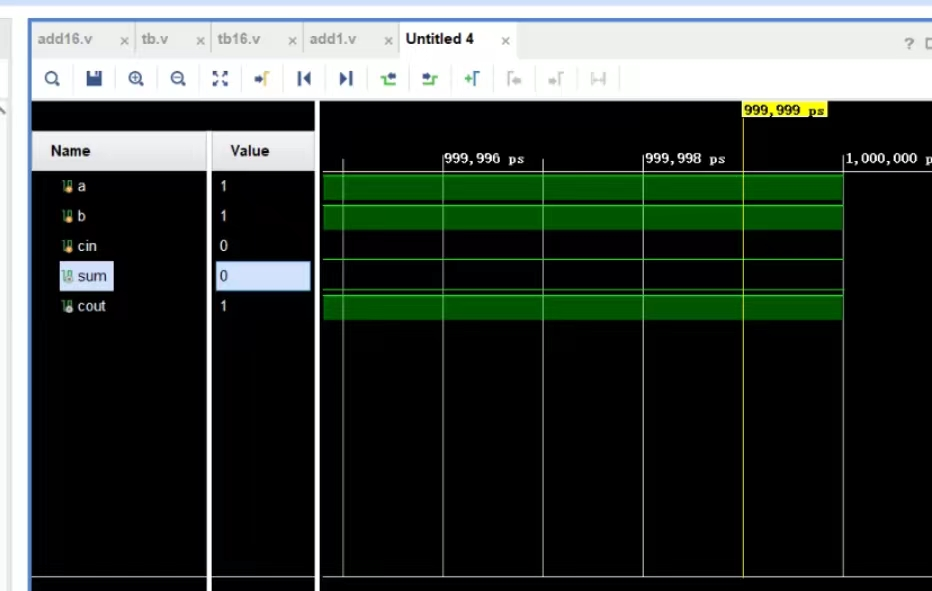 add16.v × tb.v × tb16.v × add1.v × Untitled 4 ×
?
999,999 ps
Name Value
999,996 ps 999,998 ps 1,000,000 p
a 1
b 1
cin 0
sum 0
cout 1